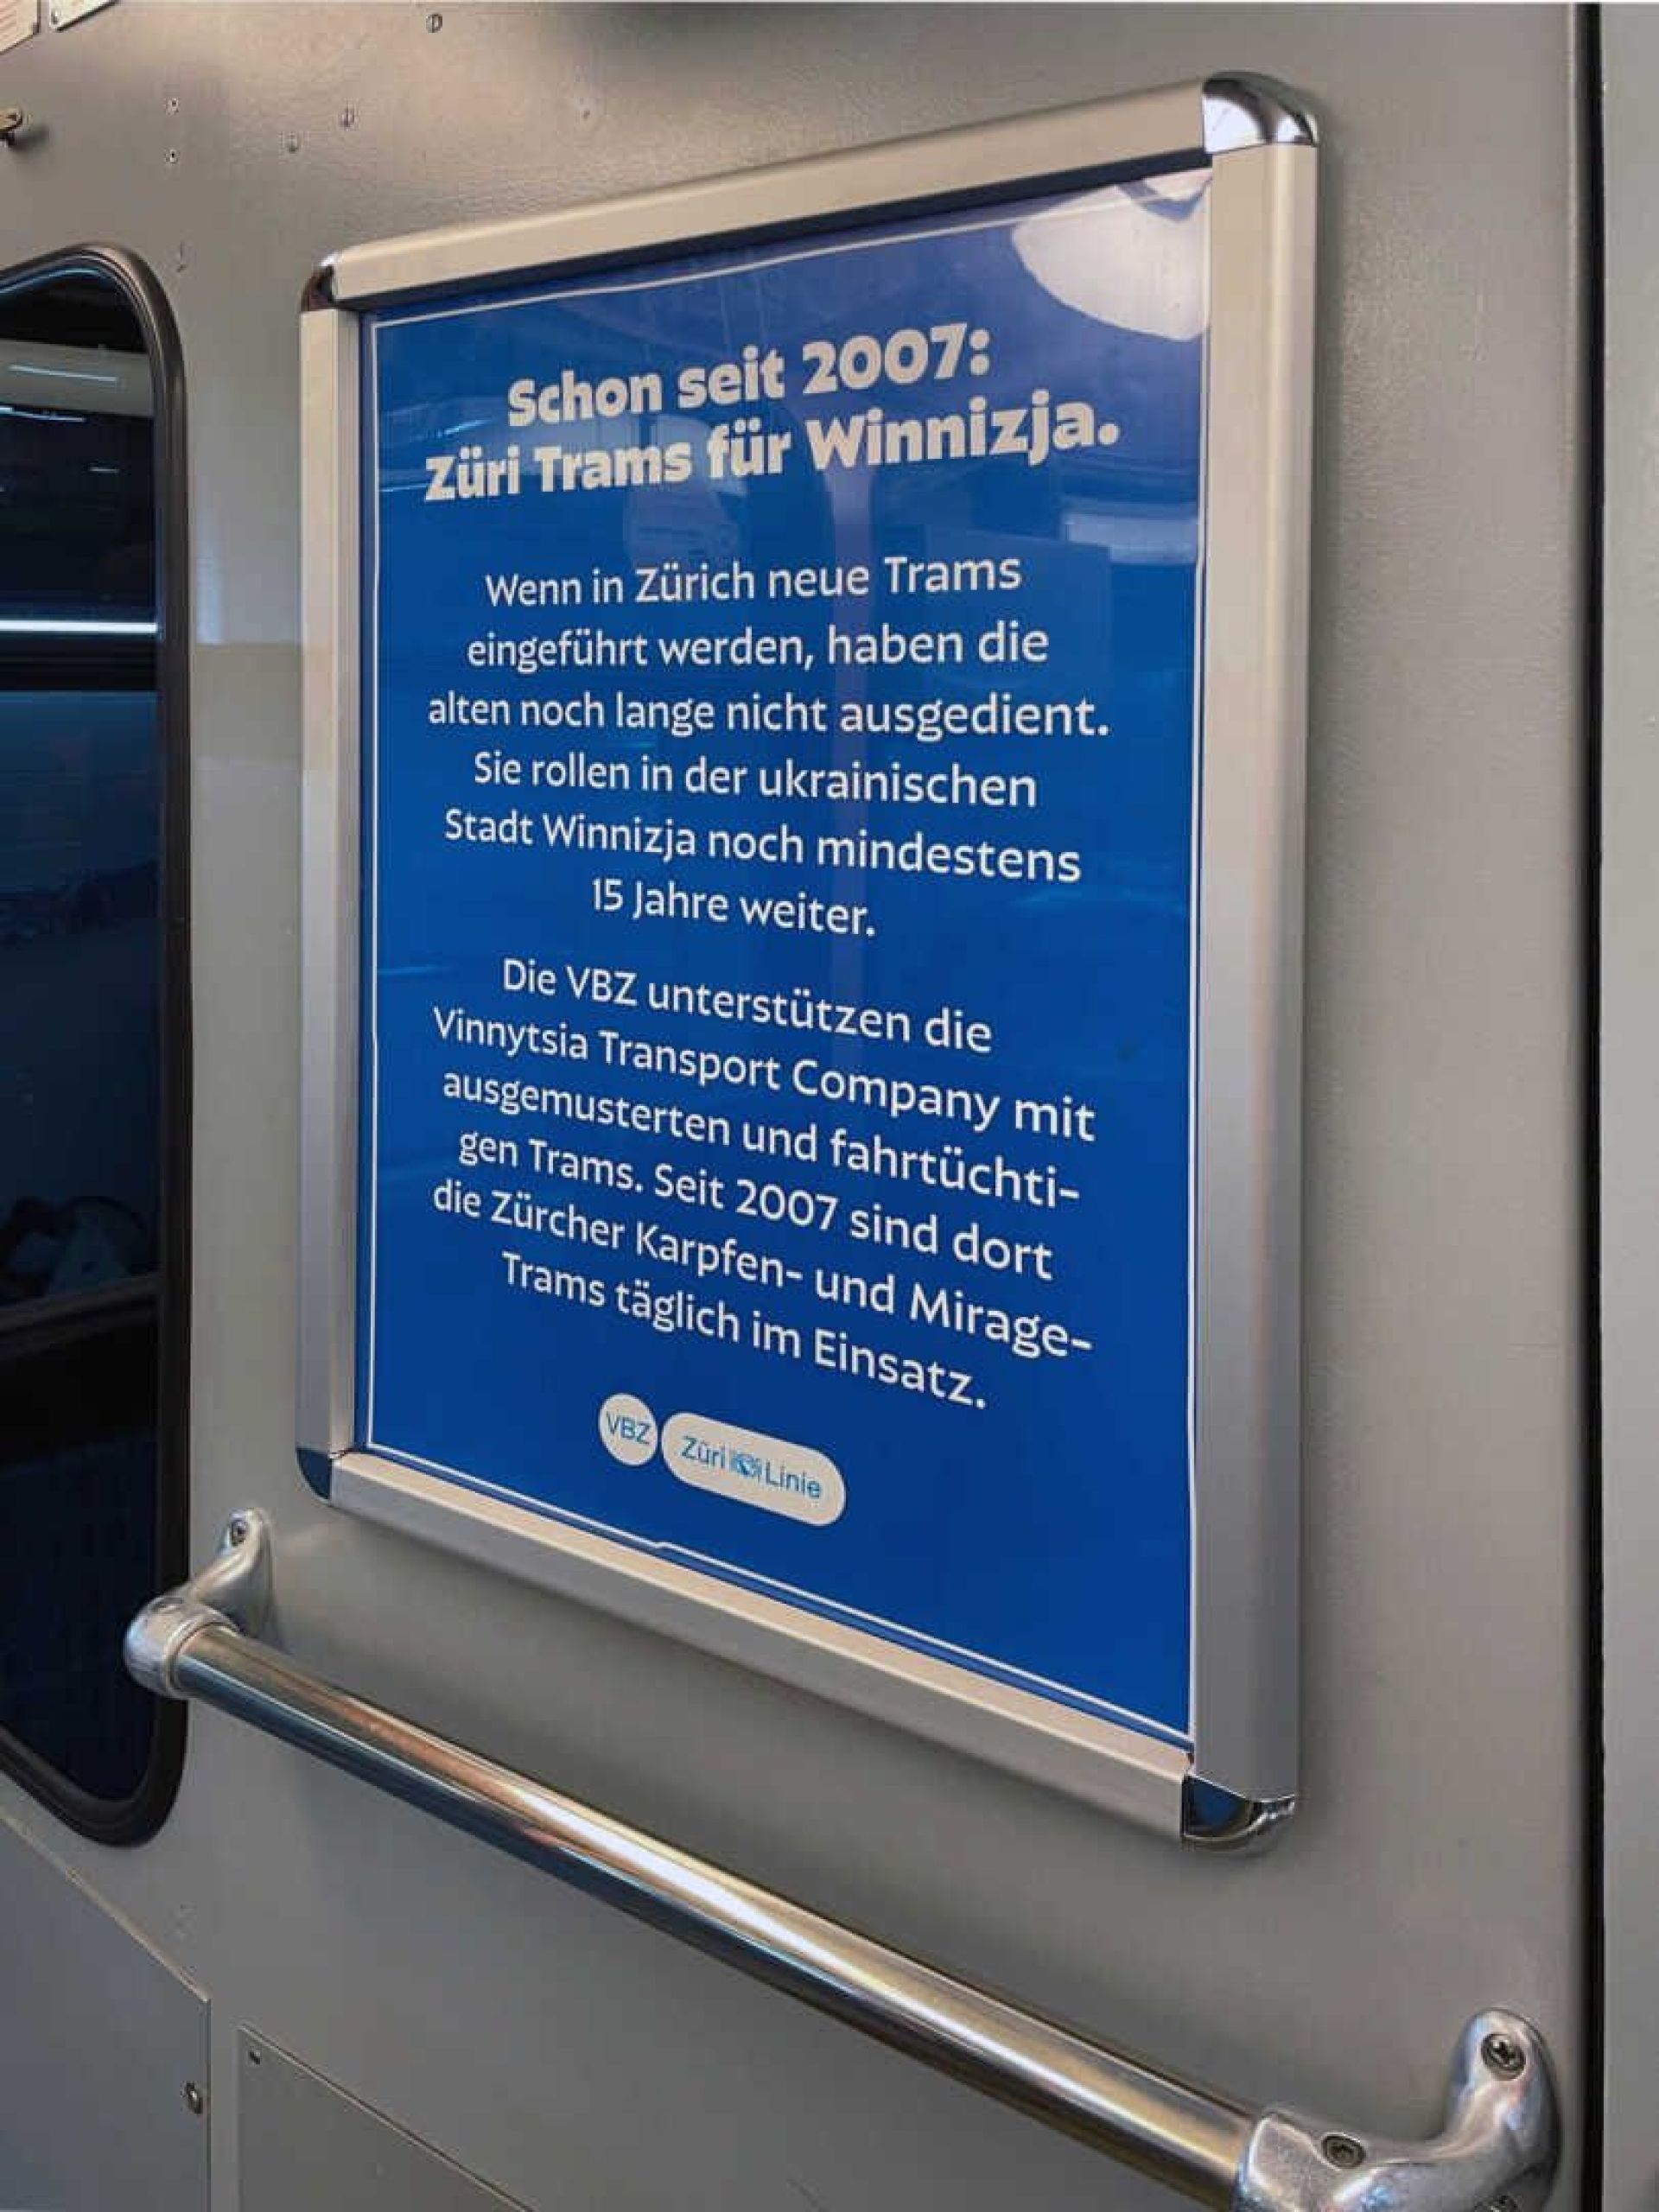 Schon seit 2007:
Züri Trams für Winnizja.
Wenn in Zürich neue Trams
eingeführt werden, haben die
alten noch lange nicht ausgedient.
Sie rollen in der ukrainischen
Stadt Winnizja noch mindestens
15 Jahre weiter.
Die VBZ unterstützen die
Vinnytsia Transport Company mit
ausgemusterten und fahrtüchti-
gen Trams. Seit 2007 sind dort
die Zürcher Karpfen- und Mirage-
Trams täglich im Einsatz.
VBZ Züri Linie